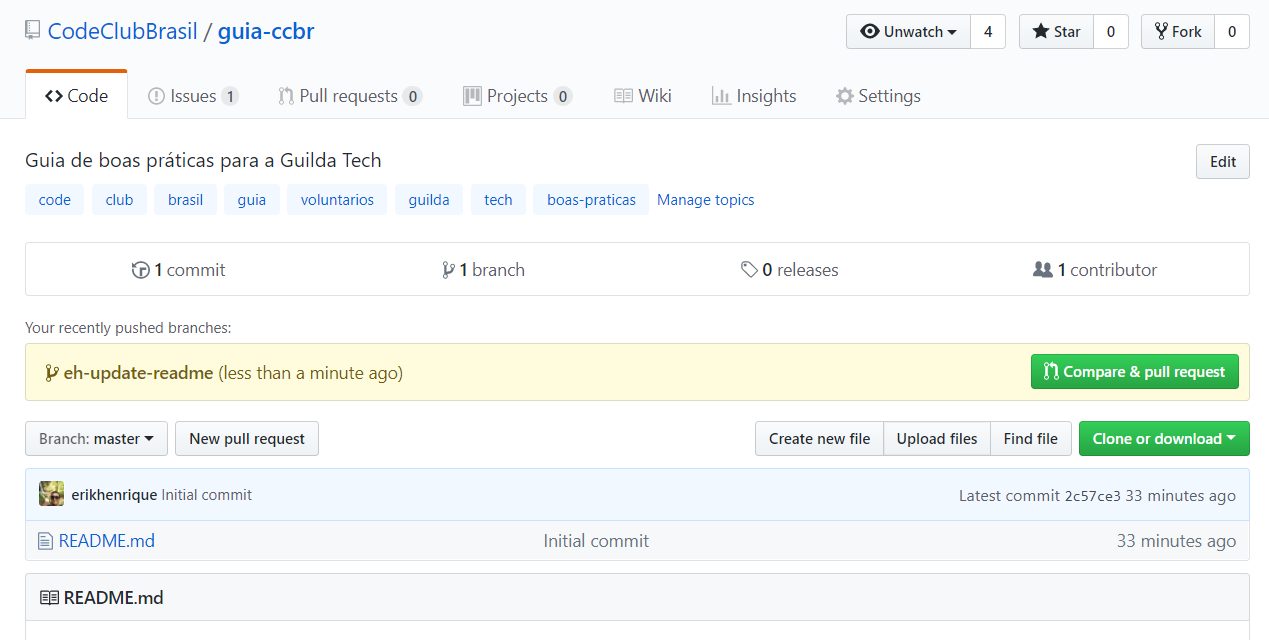 CodeClubBrasil / guia-ccbr Unwatch 4 Star 0 Fork 0
Code Issues 1 Pull requests 0 Projects 0 Wiki Insights Settings
Guia de boas práticas para a Guilda Tech Edit
code club brasil guia voluntarios guilda tech boas-praticas Manage topics
1 commit 1 branch 0 releases 1 contributor
Your recently pushed branches:
eh-update-readme (less than a minute ago) Compare & pull request
Branch: master New pull request Create new file Upload files Find file Clone or download
erikhenrique Initial commit Latest commit 2c57ce3 33 minutes ago
README.md Initial commit 33 minutes ago
README.md